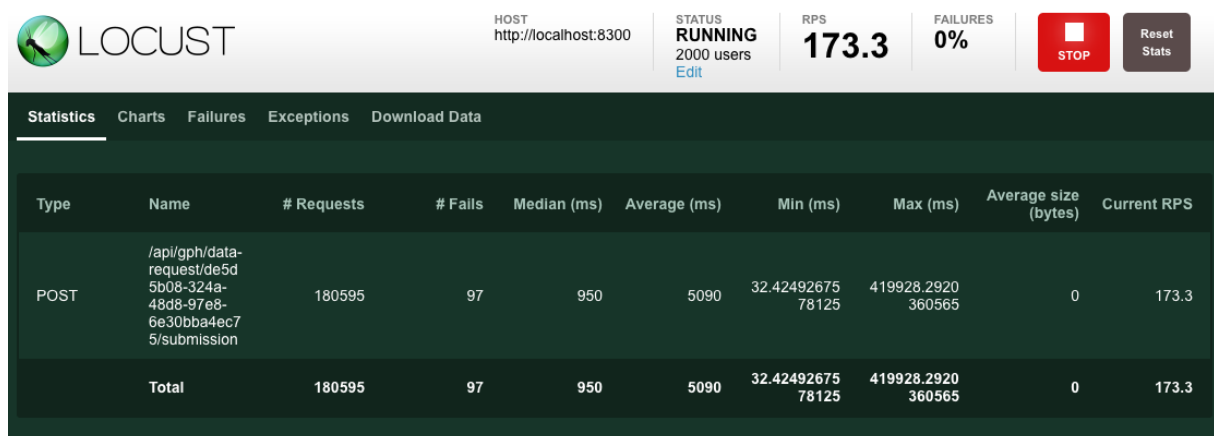 LOCUST
HOST
http://localhost:8300
STATUS
RUNNING
2000 users
Edit
RPS
173.3
FAILURES
0%
STOP
Reset
Stats
Statistics Charts Failures Exceptions Download Data
Type Name # Requests # Fails Median (ms) Average (ms) Min (ms) Max (ms) Average size (bytes) Current RPS
POST
/api/gph/data-
request/de5d
5b08-324a-
48d8-97e8-
6e30bba4ec7
5/submission
180595 97 950 5090
32.42492675
78125
419928.2920
360565
0 173.3
Total 180595 97 950 5090
32.42492675
78125
419928.2920
360565
0 173.3